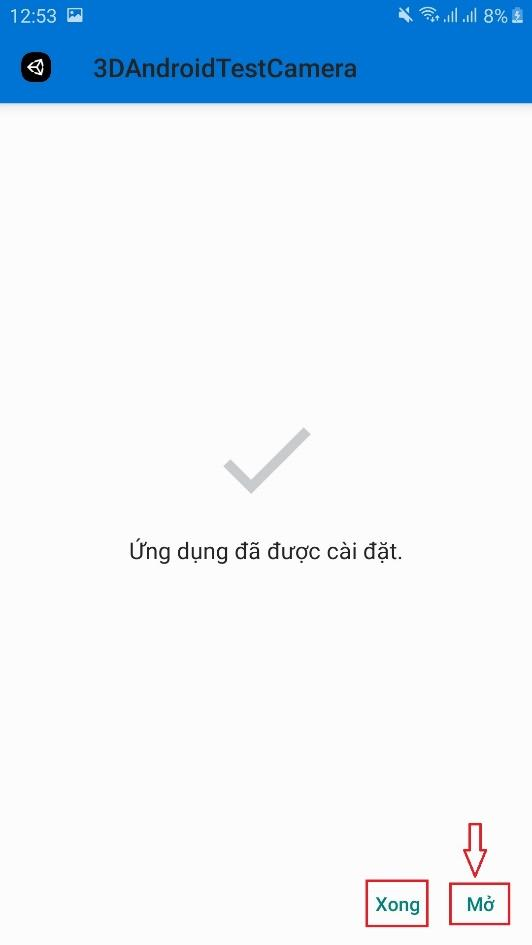 12:53 8%
3DAndroidTestCamera
Ứng dụng đã được cài đặt.
Xong Mở